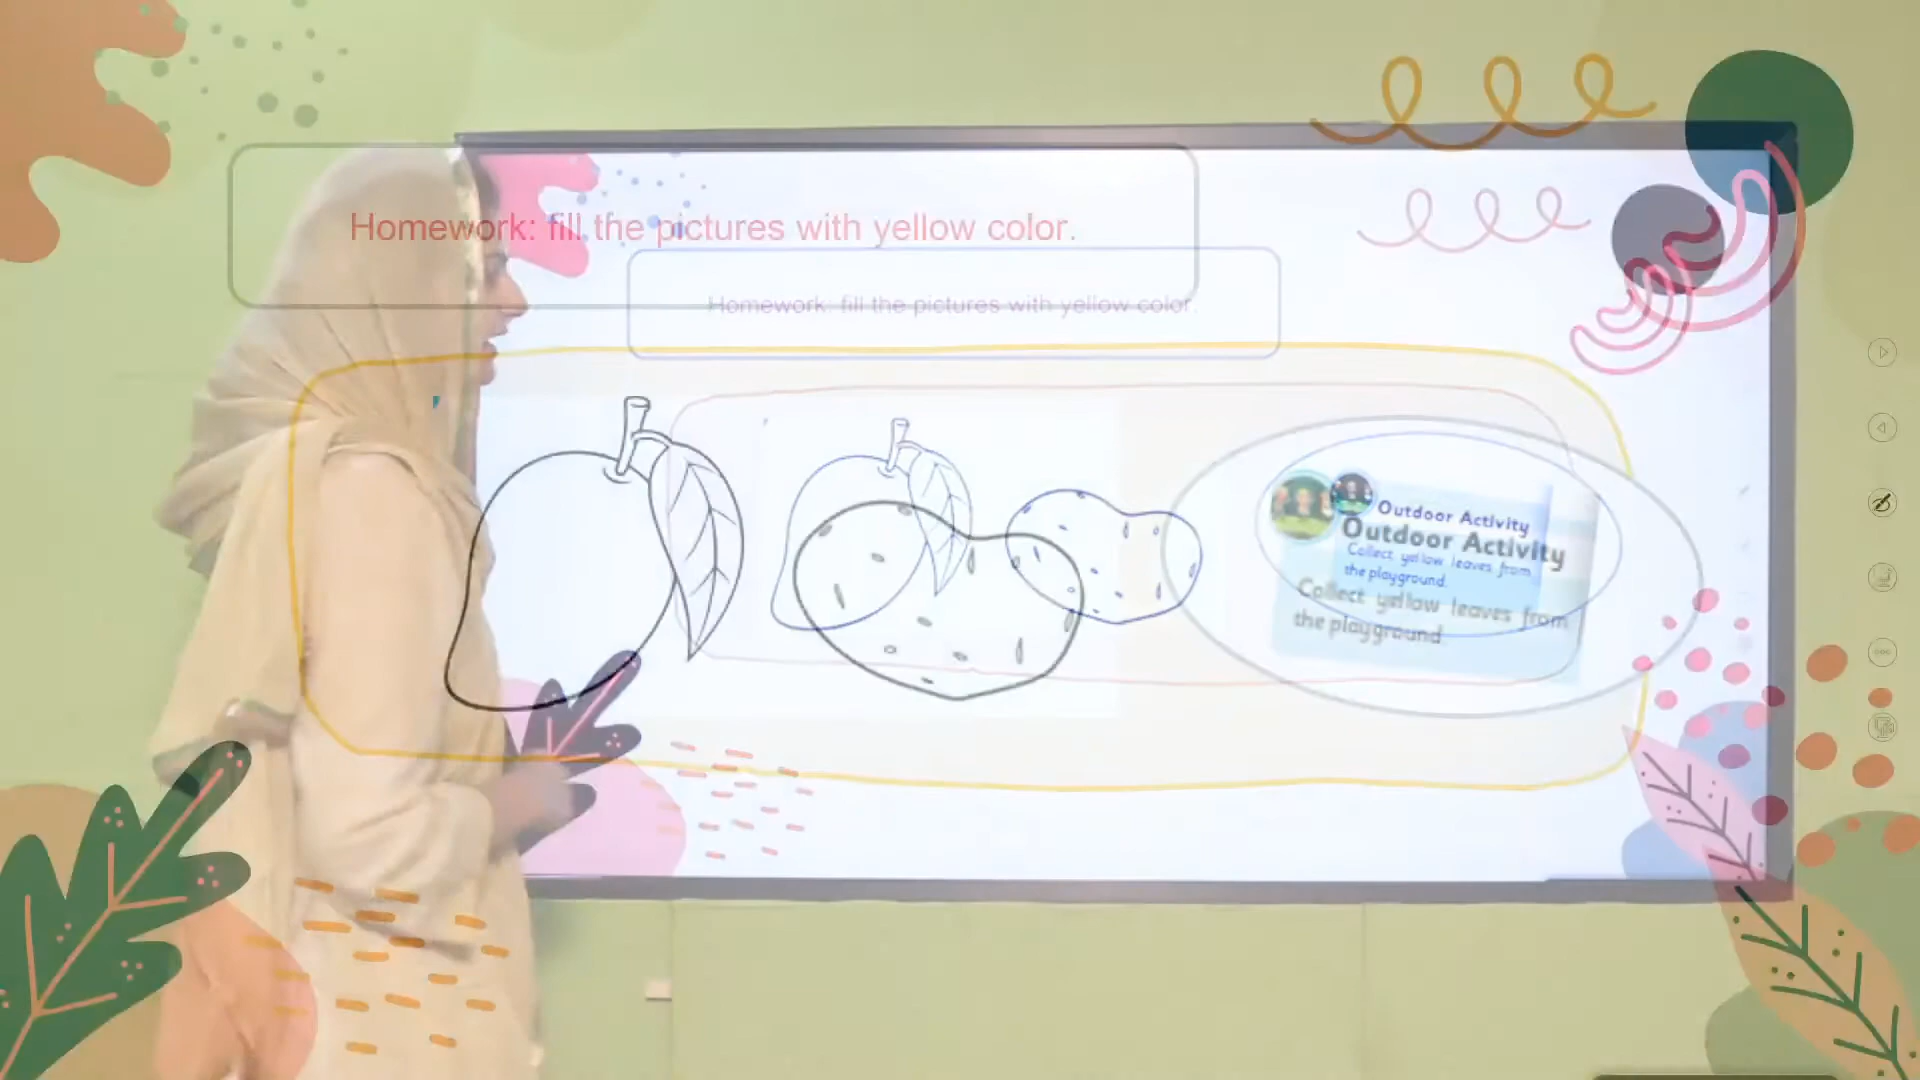 Homework: fill the pictures with yellow color.
Homework: fill the pictures with yellow color.
Outdoor Activity
Outdoor Activity
Collect yellow leaves from
the playground.
Collect yellow leaves from
the playground.